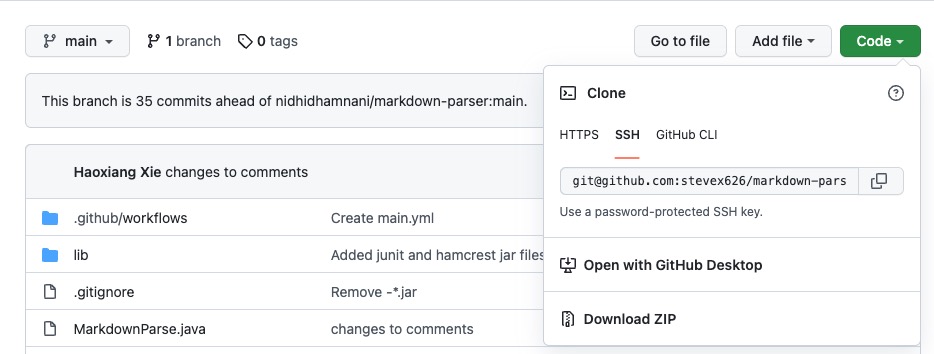 main
1 branch
0 tags
Go to file
Add file
Code
This branch is 35 commits ahead of nidhidhamnani/markdown-parser:main.
Clone
HTTPS SSH GitHub CLI
git@github.com:stevex626/markdown-pars
Use a password-protected SSH key.
Open with GitHub Desktop
Download ZIP
Haoxiang Xie changes to comments
.github/workflows Create main.yml
lib Added junit and hamcrest jar files
.gitignore Remove -*.jar
MarkdownParse.java changes to comments